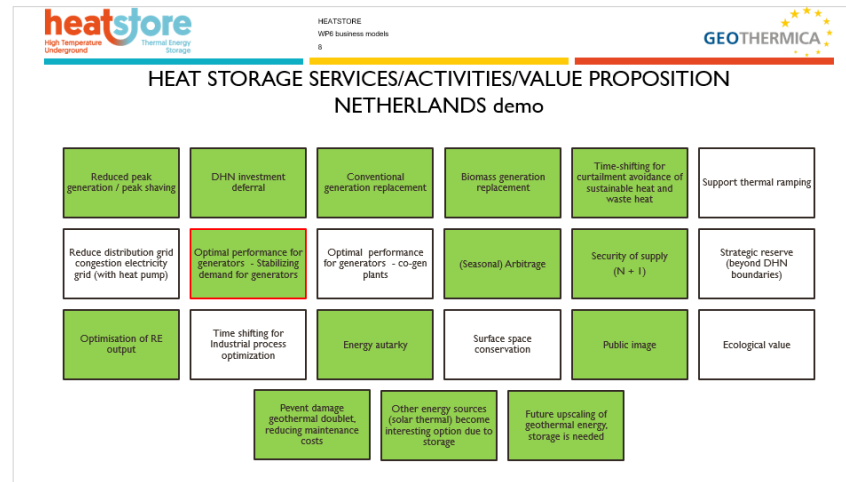 heatstore
High Temperature Underground
Thermal Energy Storage
HEATSTORE
WP6 business models
8
GEOTHERMICA
HEAT STORAGE SERVICES/ACTIVITIES/VALUE PROPOSITION
NETHERLANDS demo
Reduced peak
generation / peak shaving
DHN investment
deferral
Conventional
generation replacement
Biomass generation
replacement
Time-shifting for
curtailment avoidance of
sustainable heat and
waste heat
Support thermal ramping
Reduce distribution grid
congestion electricity
grid (with heat pump)
Optimal performance for
generators - Stabilizing
demand for generators
Optimal performance
for generators - co-gen
plants
(Seasonal) Arbitrage
Security of supply
(N + 1)
Strategic reserve
(beyond DHN
boundaries)
Optimisation of RE
output
Time shifting for
Industrial process
optimization
Energy autarky
Surface space
conservation
Public image
Ecological value
Pevent damage
geothermal doublet,
reducing maintenance
costs
Other energy sources
(solar thermal) become
interesting option due to
storage
Future upscaling of
geothermal energy,
storage is needed